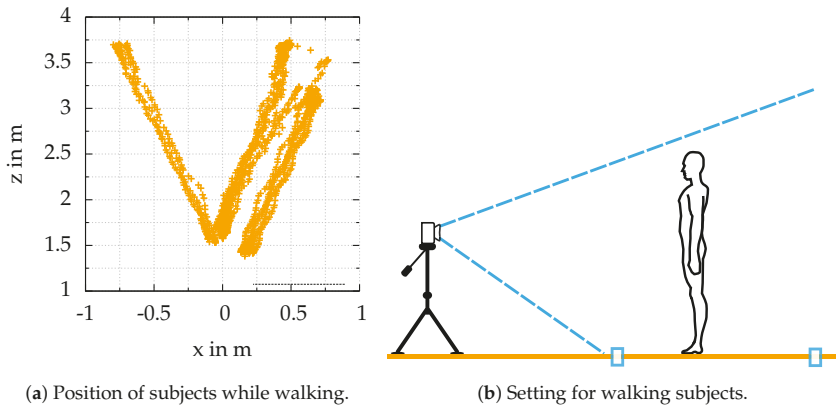 4
3.5
3
2.5
2
1.5
1
z in m
-1 -0.5 0 0.5 1
x in m
(a) Position of subjects while walking.
(b) Setting for walking subjects.